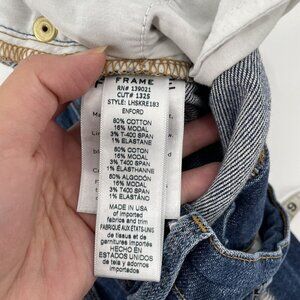 FRAME
RN# 139021
CUT# 1325
STYLE: LHSKRE183
ENFORD
80% COTTON
16% MODAL
3% T-400 SPAN
1% ELASTANE
80% COTON
16% MODAL
3% T400 SPAN
1% ÉLASTHANNE
80% ALGODÓN
16% MODAL
3% T400 SPAN
1% ELASTANO
MADE IN USA
of imported
fabrics and trim
FABRIQUÉ AUX
ÉTATS-UNIS
de tissus et de
garnitures importés
HECHO EN
ESTADOS UNIDOS
de tela y adornos
importados